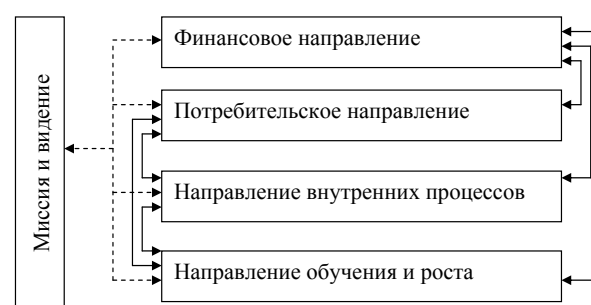 Миссия и видение
Финансовое направление
Потребительское направление
Направление внутренних процессов
Направление обучения и роста